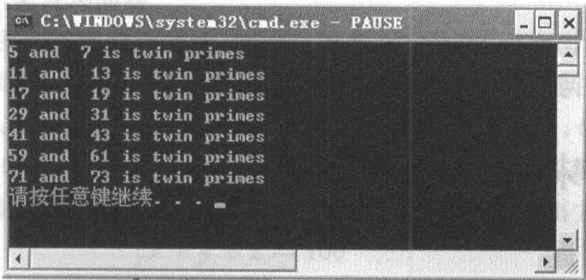 C:\WINDOWS\system32\cmd.exe - PAUSE
5 and  7 is twin primes
11 and  13 is twin primes
17 and  19 is twin primes
29 and  31 is twin primes
41 and  43 is twin primes
59 and  61 is twin primes
71 and  73 is twin primes
请按任意键继续. . .